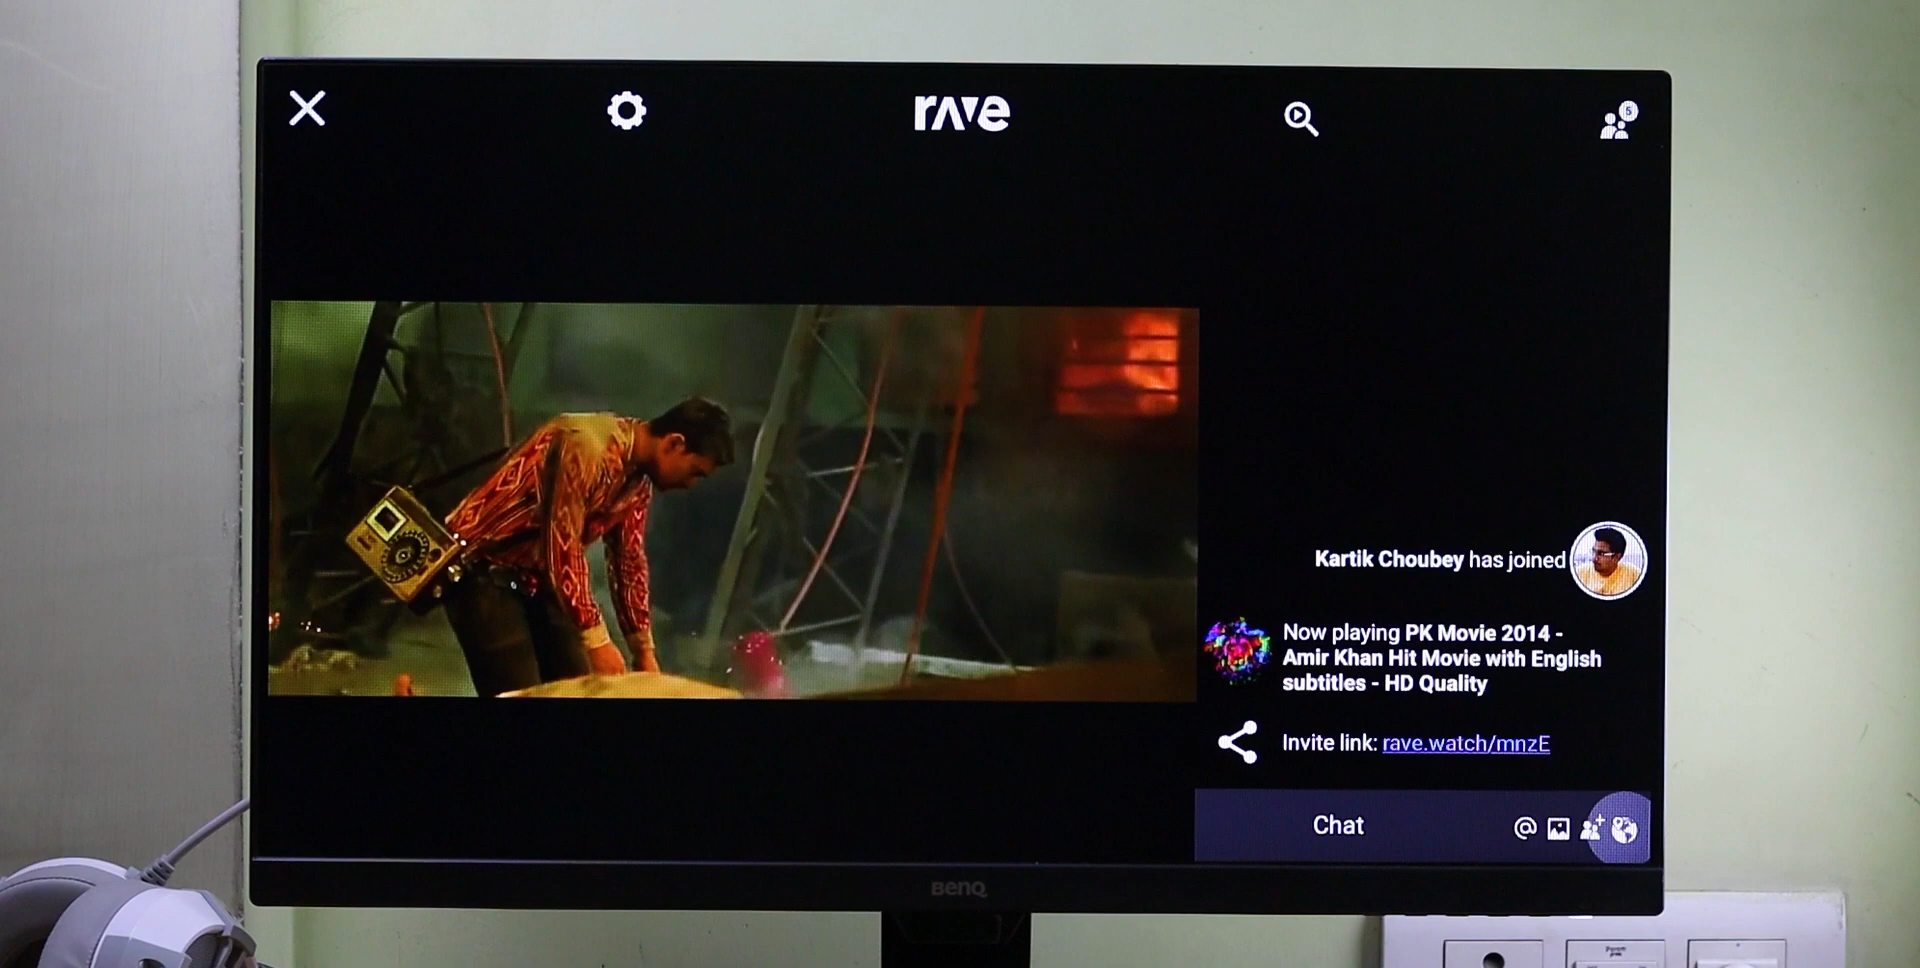 rave
5
Kartik Choubey has joined
Now playing PK Movie 2014 -
Amir Khan Hit Movie with English
subtitles - HD Quality
Invite link: rave.watch/mnzE
Chat
BenQ